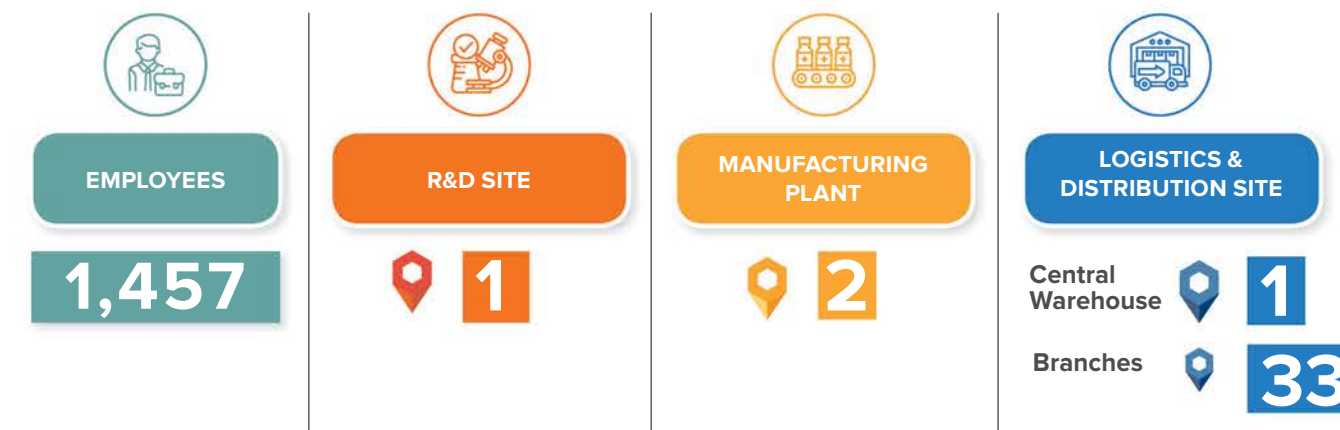 EMPLOYEES
1,457
R&D SITE
1
MANUFACTURING
PLANT
2
LOGISTICS &
DISTRIBUTION SITE
Central
Warehouse
1
Branches
33